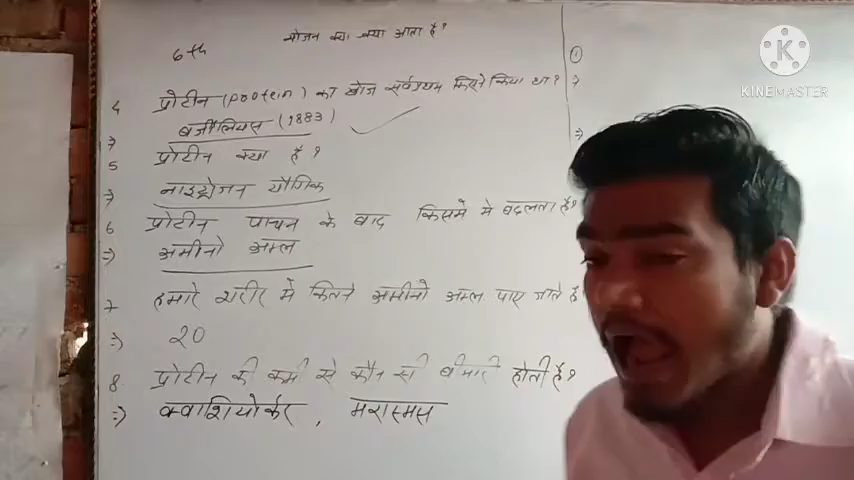 भोजन क्या क्या आता है?
6th
①
4 प्रोटीन (Protein) का खोज सर्वप्रथम किसने किया था?
⇒ बर्जीलियस (1883)
5 प्रोटीन क्या है?
⇒ नाइट्रोजन यौगिक
6 प्रोटीन पाचन के बाद किसमे मे बदलता है?
⇒ अमीनो अम्ल
7 हमारे शरीर में कितने अमीनो अम्ल पाए जाते है
⇒ 20
8. प्रोटीन की कमी से कौन सी बीमारी होती है?
⇒ क्वाशियोर्कर, मरास्मस
KINEMASTER